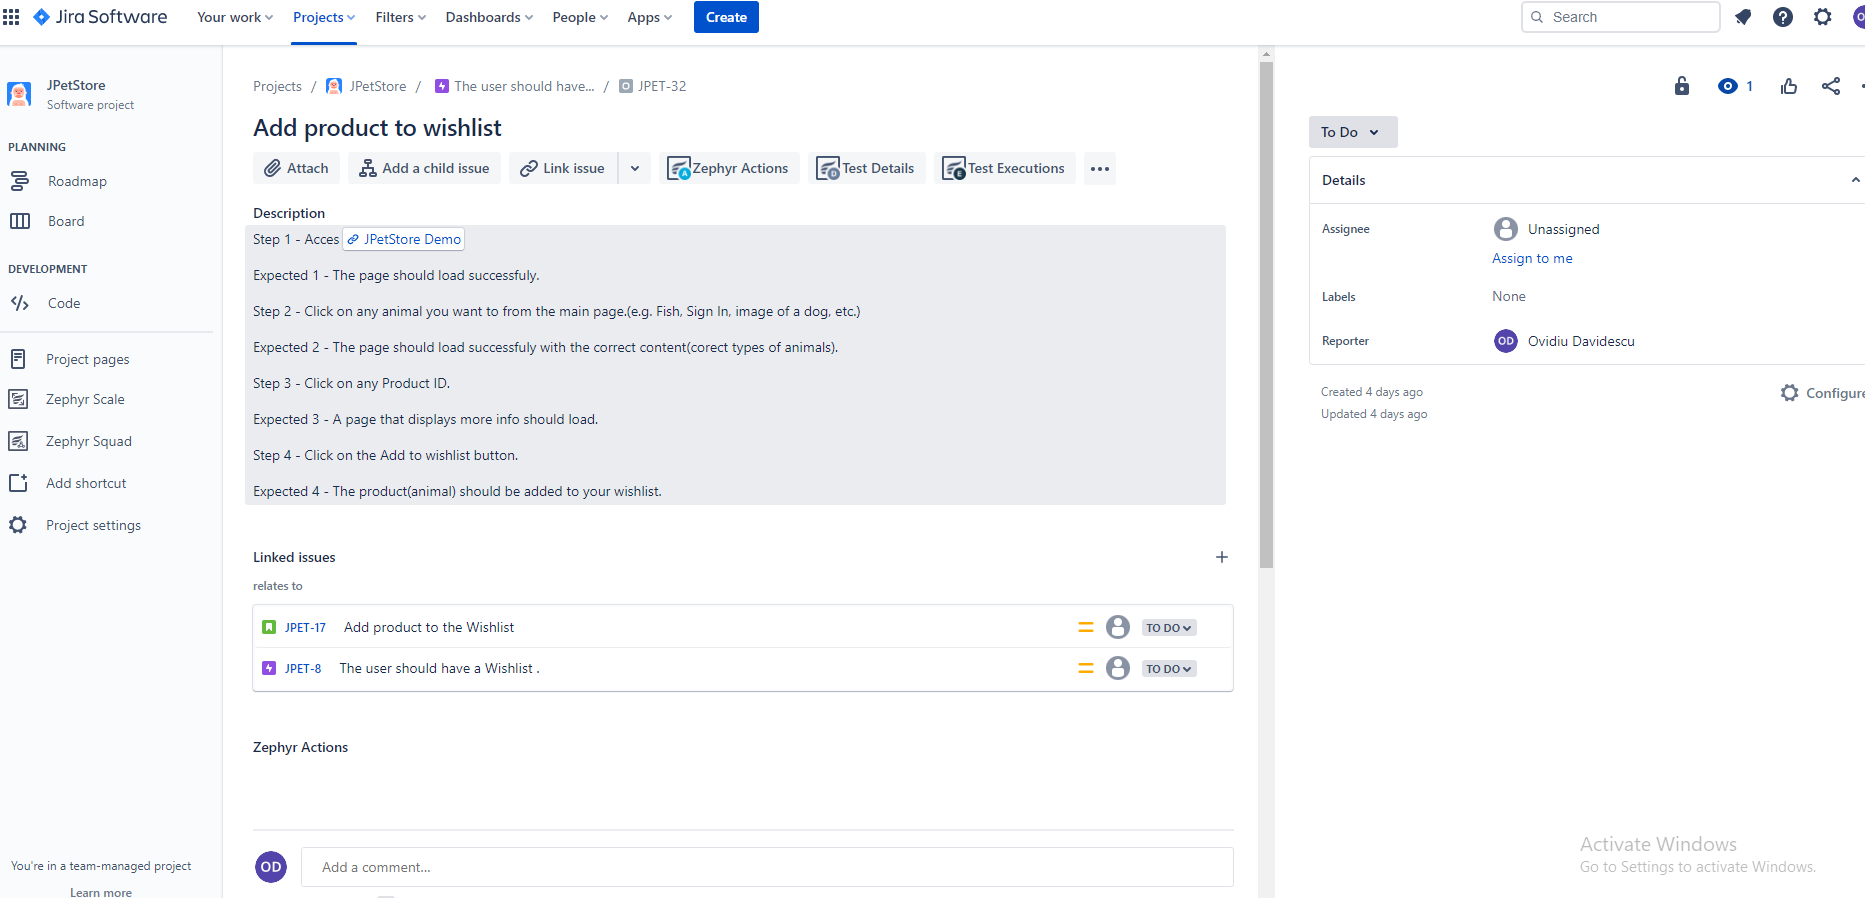 Jira Software Your work Projects Filters Dashboards People Apps Create Search
JPetStore
Software project
PLANNING
Roadmap
Board
DEVELOPMENT
Code
Project pages
Zephyr Scale
Zephyr Squad
Add shortcut
Project settings
You're in a team-managed project
Learn more
Projects / JPetStore / The user should have... / JPET-32
Add product to wishlist
Attach Add a child issue Link issue Zephyr Actions Test Details Test Executions
Description
Step 1 - Acces JPetStore Demo
Expected 1 - The page should load successfuly.
Step 2 - Click on any animal you want to from the main page.(e.g. Fish, Sign In, image of a dog, etc.)
Expected 2 - The page should load successfuly with the correct content(corect types of animals).
Step 3 - Click on any Product ID.
Expected 3 - A page that displays more info should load.
Step 4 - Click on the Add to wishlist button.
Expected 4 - The product(animal) should be added to your wishlist.
Linked issues
relates to
JPET-17 Add product to the Wishlist TO DO
JPET-8 The user should have a Wishlist . TO DO
Zephyr Actions
OD Add a comment...
1
To Do
Details
Assignee Unassigned
Assign to me
Labels None
Reporter OD Ovidiu Davidescu
Created 4 days ago
Configure
Updated 4 days ago
Activate Windows
Go to Settings to activate Windows.